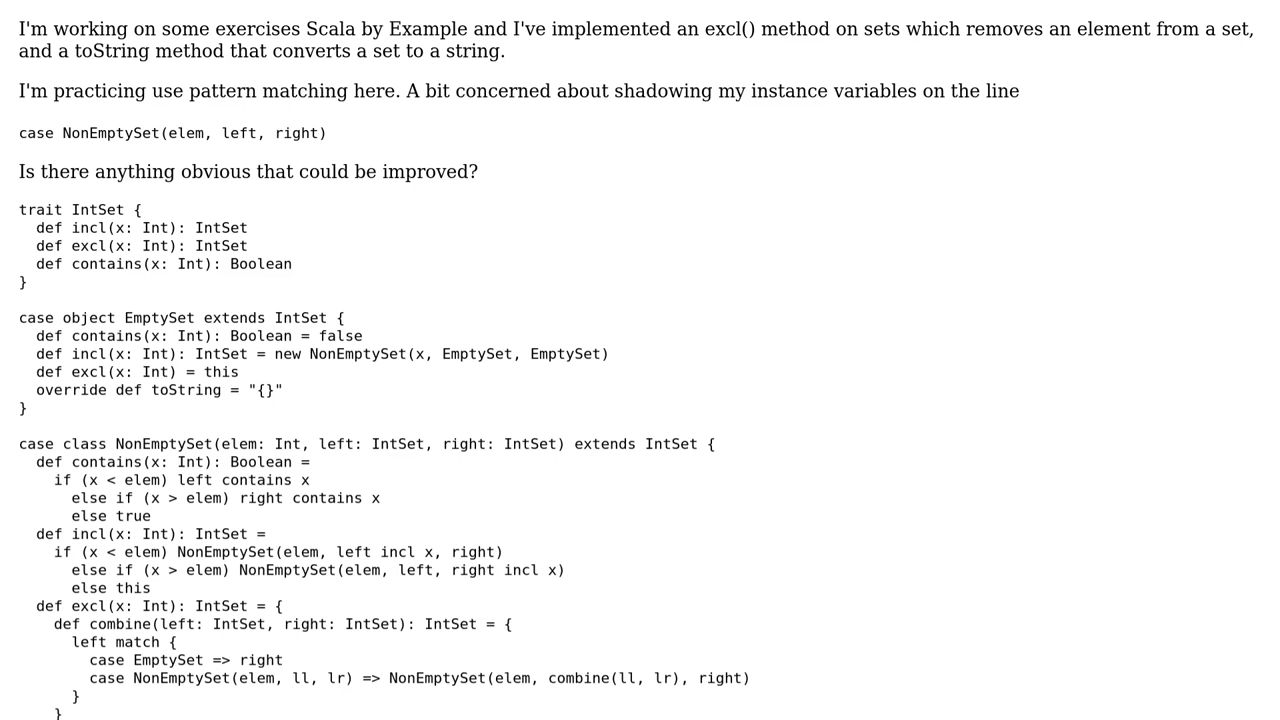 I'm working on some exercises Scala by Example and I've implemented an excl() method on sets which removes an element from a set,
and a toString method that converts a set to a string.
I'm practicing use pattern matching here. A bit concerned about shadowing my instance variables on the line
case NonEmptySet(elem, left, right)
Is there anything obvious that could be improved?
trait IntSet {
  def incl(x: Int): IntSet
  def excl(x: Int): IntSet
  def contains(x: Int): Boolean
}
case object EmptySet extends IntSet {
  def contains(x: Int): Boolean = false
  def incl(x: Int): IntSet = new NonEmptySet(x, EmptySet, EmptySet)
  def excl(x: Int) = this
  override def toString = "{}"
}
case class NonEmptySet(elem: Int, left: IntSet, right: IntSet) extends IntSet {
  def contains(x: Int): Boolean =
    if (x < elem) left contains x
      else if (x > elem) right contains x
      else true
  def incl(x: Int): IntSet =
    if (x < elem) NonEmptySet(elem, left incl x, right)
      else if (x > elem) NonEmptySet(elem, left, right incl x)
      else this
  def excl(x: Int): IntSet = {
    def combine(left: IntSet, right: IntSet): IntSet = {
      left match {
        case EmptySet => right
        case NonEmptySet(elem, ll, lr) => NonEmptySet(elem, combine(ll, lr), right)
      }
    }